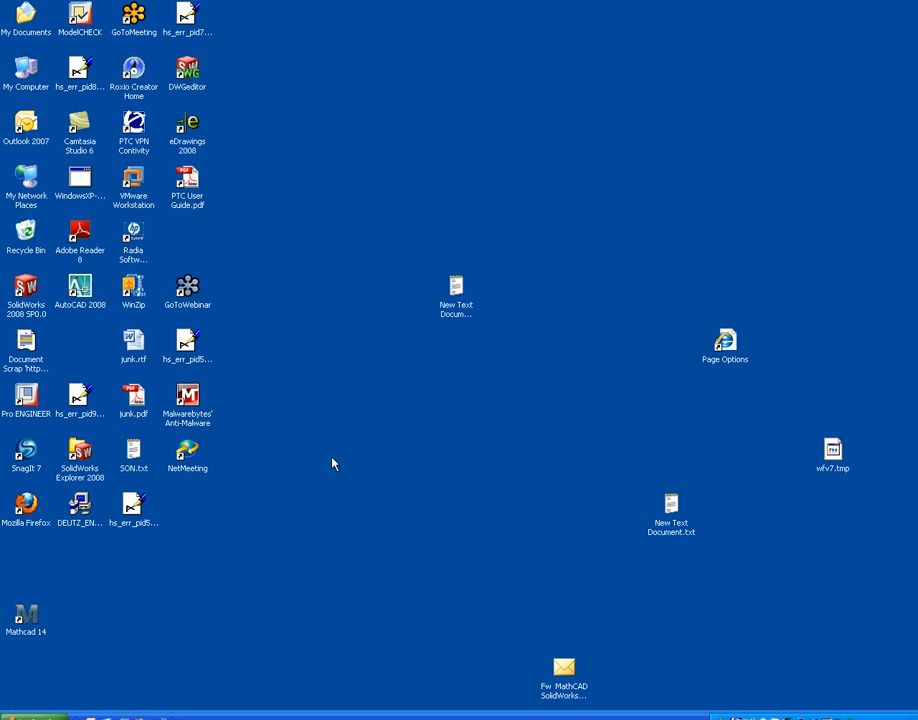 My Documents
ModelCHECK
GoToMeeting
hs_err_pid7...
My Computer
hs_err_pid8...
Roxio Creator
Home
DWGeditor
Outlook 2007
Camtasia
Studio 6
PTC VPN
Contivity
eDrawings
2008
My Network
Places
WindowsXP-...
VMware
Workstation
PTC User
Guide.pdf
Recycle Bin
Adobe Reader
8
Radia
Softw...
SolidWorks
2008 SP0.0
AutoCAD 2008
WinZip
GoToWebinar
New Text
Docum...
Document
Scrap 'http...
junk.rtf
hs_err_pid5...
Page Options
Pro ENGINEER
hs_err_pid9...
junk.pdf
Malwarebytes'
Anti-Malware
SnagIt 7
SolidWorks
Explorer 2008
SON.txt
NetMeeting
wfv7.tmp
Mozilla Firefox
DEUTZ_EN...
hs_err_pid5...
New Text
Document.txt
Mathcad 14
Fw MathCAD
SolidWorks...